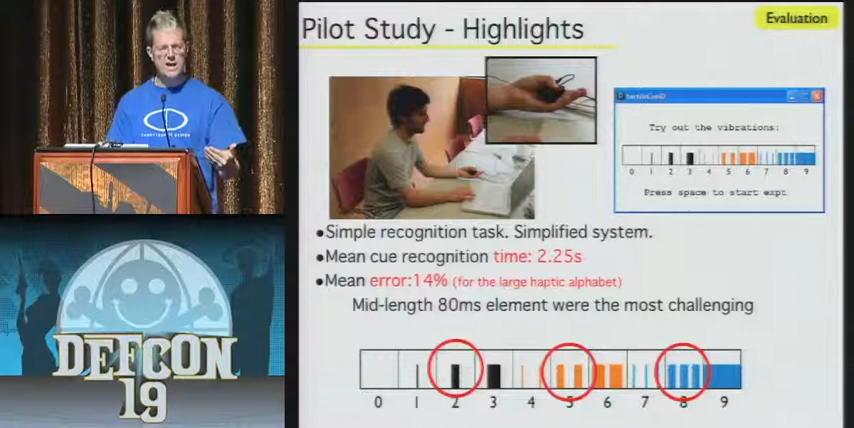 Pilot Study - Highlights
Evaluation
Try out the vibrations:
0 1 2 3 4 5 6 7 8 9
Press space to start expt
•Simple recognition task. Simplified system.
•Mean cue recognition time: 2.25s
•Mean error:14% (for the large haptic alphabet)
Mid-length 80ms element were the most challenging
0 1 2 3 4 5 6 7 8 9
DEFCON
19